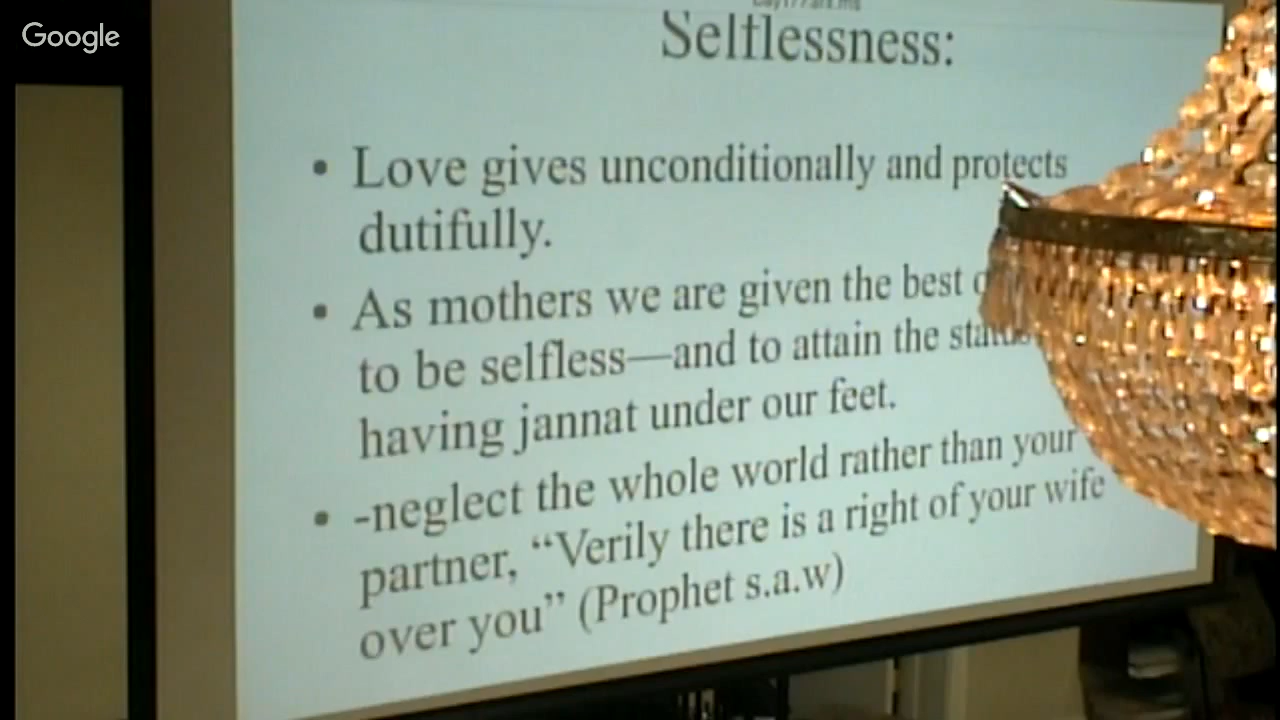 Google
Selflessness:
• Love gives unconditionally and protects
dutifully.
• As mothers we are given the best
to be selfless—and to attain the
having jannat under our feet.
• -neglect the whole world rather than your
partner, “Verily there is a right of your wife
over you” (Prophet s.a.w)